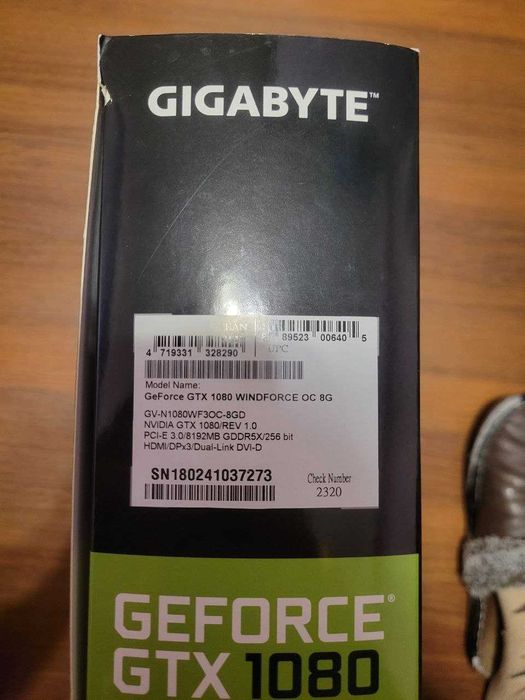 GIGABYTE™
EAN
4 719331 328290
89523 00640 5
UPC
Model Name:
GeForce GTX 1080 WINDFORCE OC 8G
GV-N1080WF3OC-8GD
NVIDIA GTX 1080/REV 1.0
PCI-E 3.0/8192MB GDDR5X/256 bit
HDMI/DPx3/Dual-Link DVI-D
SN180241037273
Check Number
2320
GEFORCE®
GTX 1080